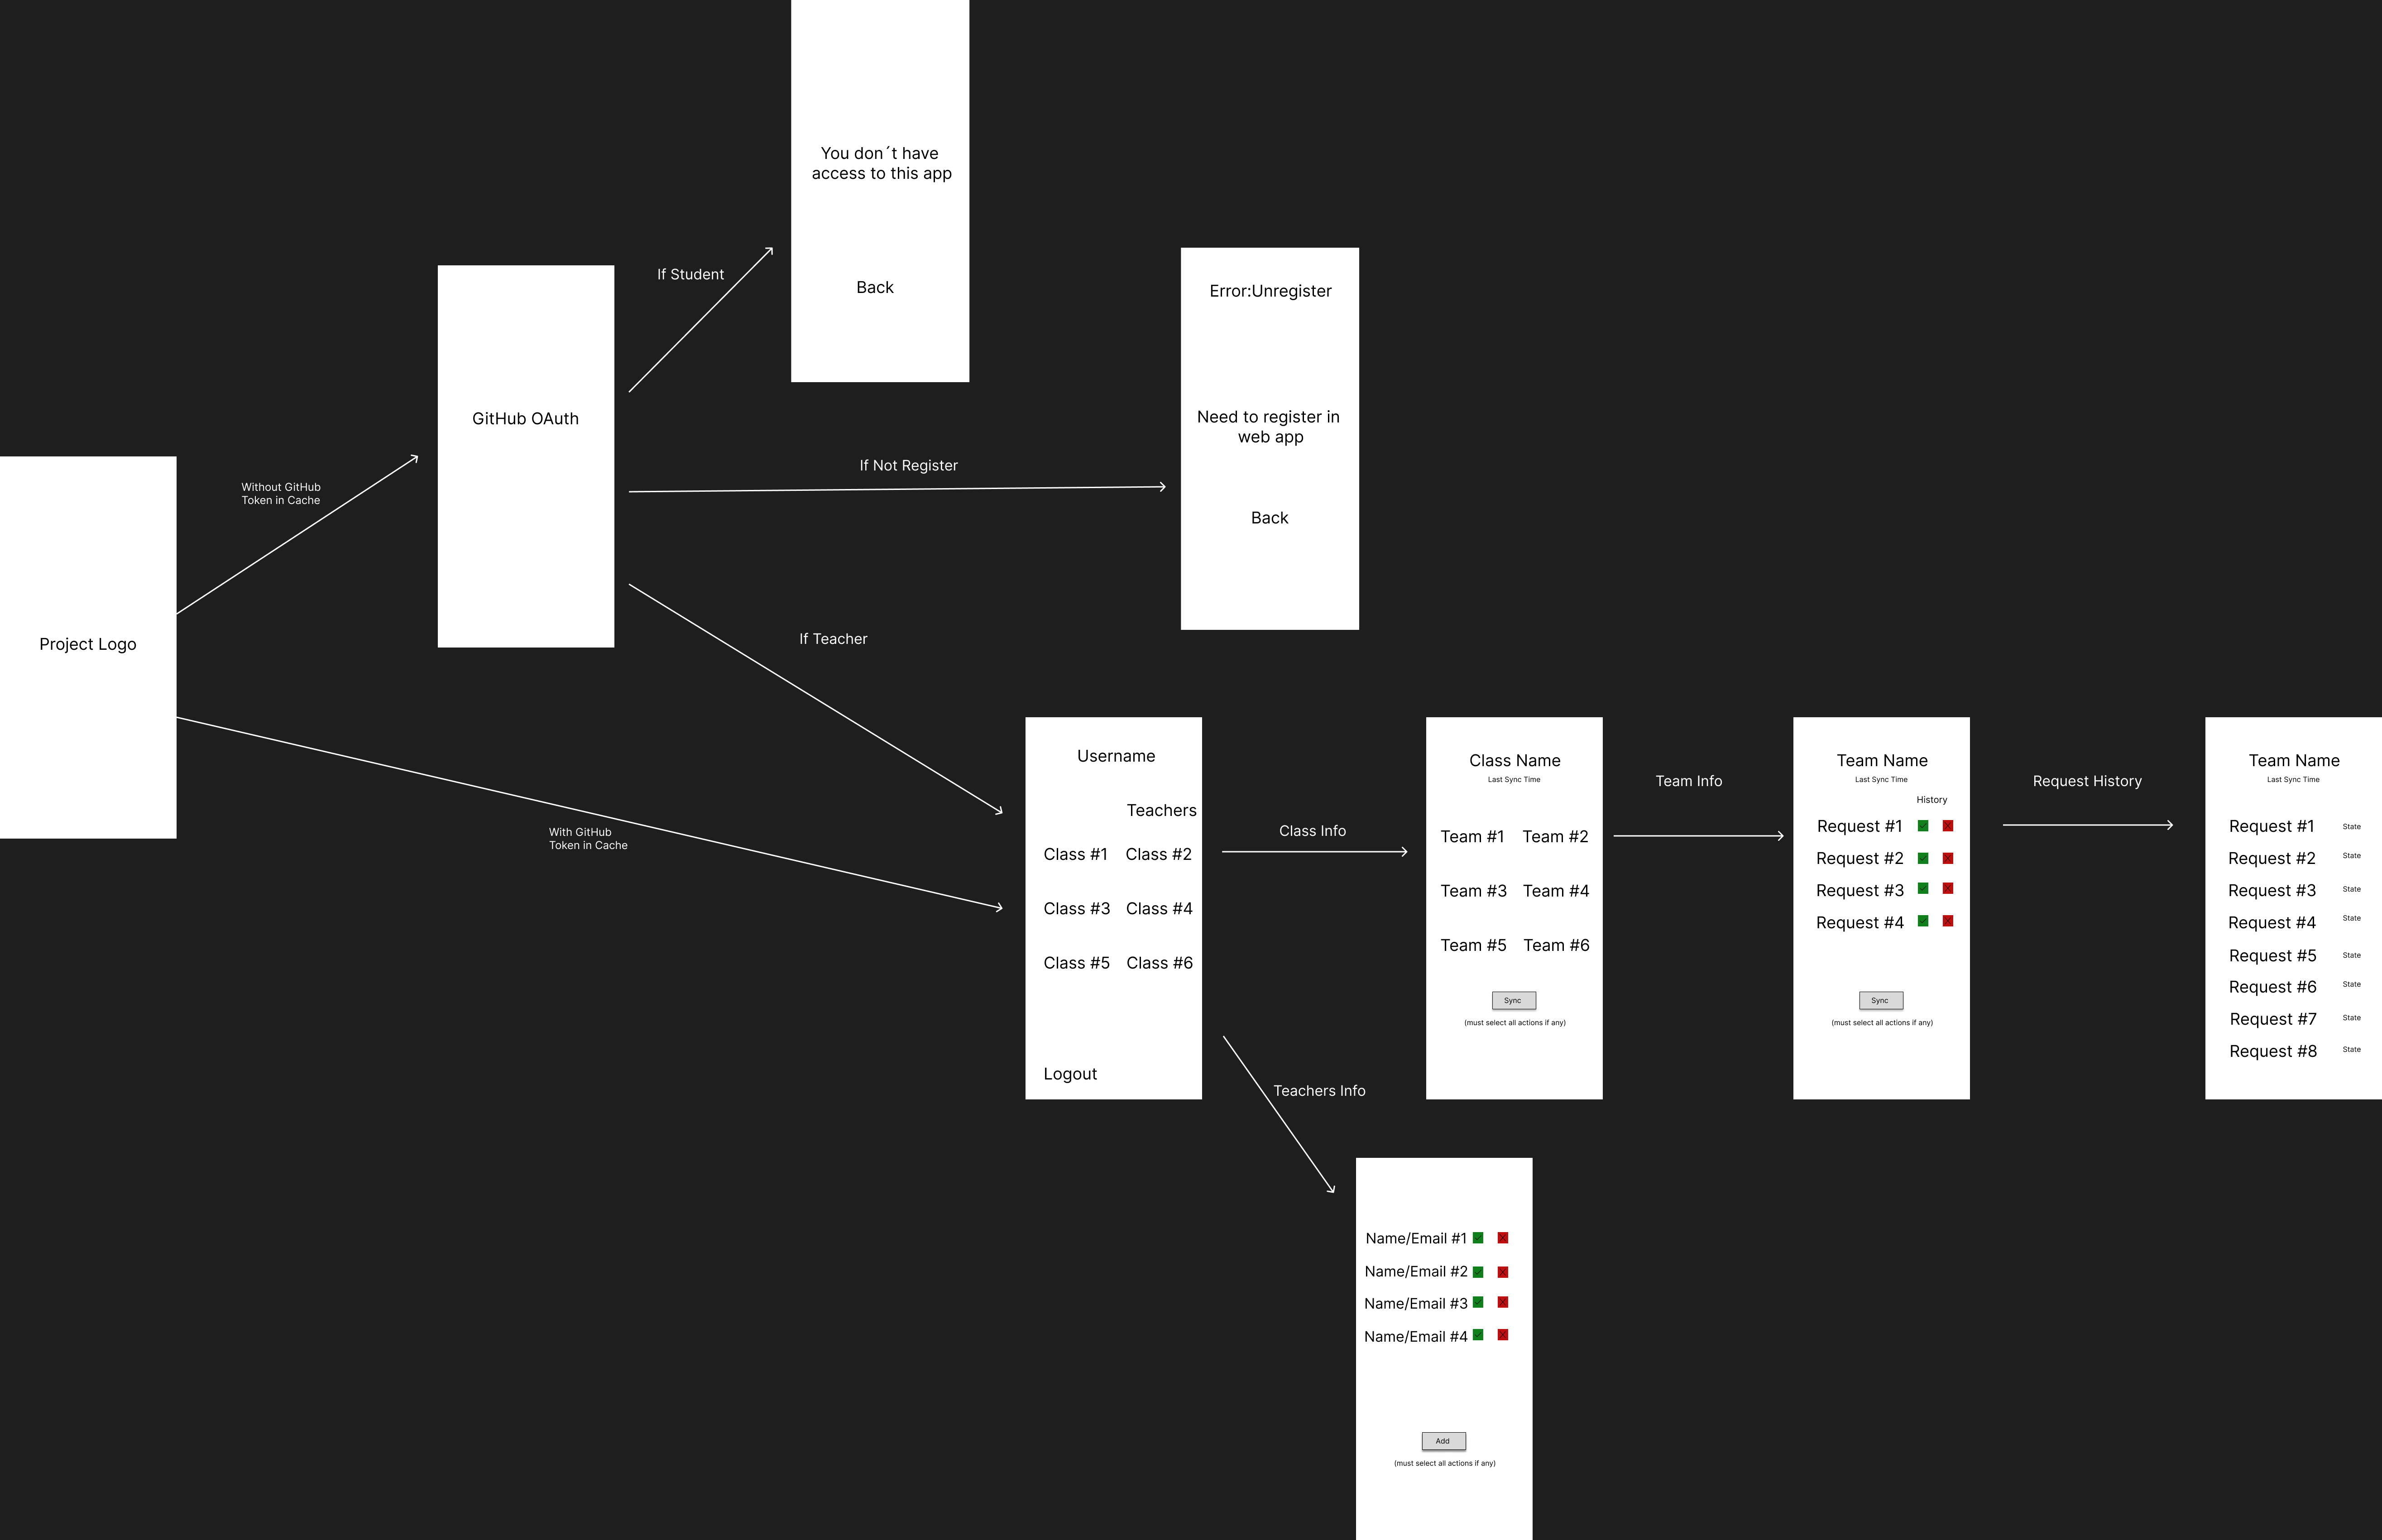 Project Logo
Without GitHub
Token in Cache
With GitHub
Token in Cache
GitHub OAuth
If Student
You don´t have
access to this app
Back
If Not Register
Error:Unregister
Need to register in
web app
Back
If Teacher
Username
Teachers
Class #1 Class #2
Class #3 Class #4
Class #5 Class #6
Logout
Class Info
Class Name
Last Sync Time
Team #1 Team #2
Team #3 Team #4
Team #5 Team #6
Sync
(must select all actions if any)
Team Info
Team Name
Last Sync Time
History
Request #1
Request #2
Request #3
Request #4
Sync
(must select all actions if any)
Request History
Team Name
Last Sync Time
Request #1 State
Request #2 State
Request #3 State
Request #4 State
Request #5 State
Request #6 State
Request #7 State
Request #8 State
Teachers Info
Name/Email #1
Name/Email #2
Name/Email #3
Name/Email #4
Add
(must select all actions if any)